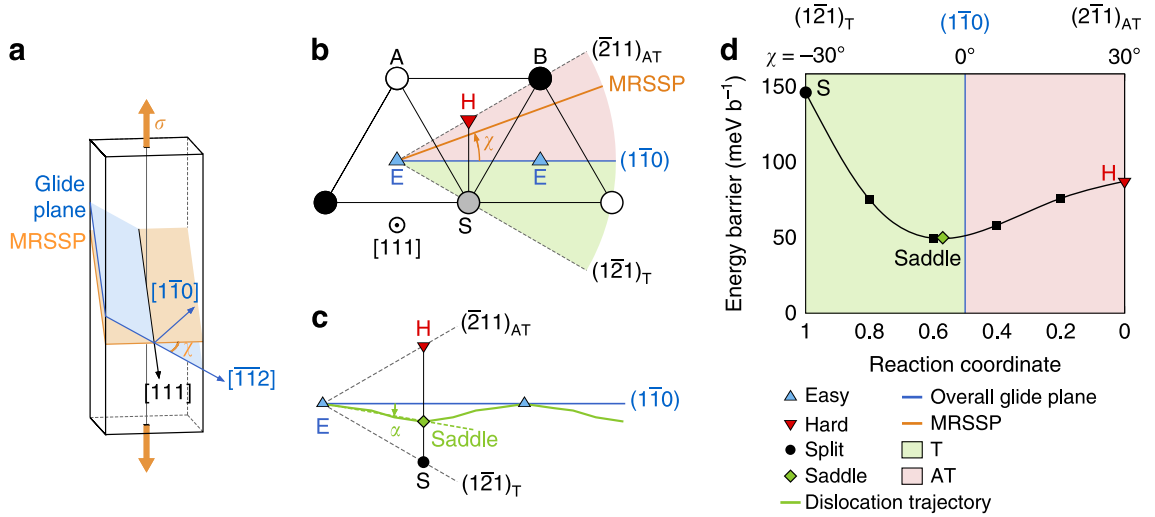 a
σ
Glide
plane
MRSSP
[11̅0]
χ
[111]
[1̅1̅2]
b
A
B
(2̅11)AT
MRSSP
H
χ
(11̅0)
E
E
S
[111]
(12̅1)T
c
(2̅11)AT
H
(11̅0)
E
α
Saddle
S
(12̅1)T
d
(12̅1)T
(11̅0)
(21̅1)AT
χ = −30°
0°
30°
Energy barrier (meV b⁻¹)
150
100
50
0
S
H
Saddle
1
0.8
0.6
0.4
0.2
0
Reaction coordinate
Easy
Hard
Split
Saddle
Dislocation trajectory
Overall glide plane
MRSSP
T
AT